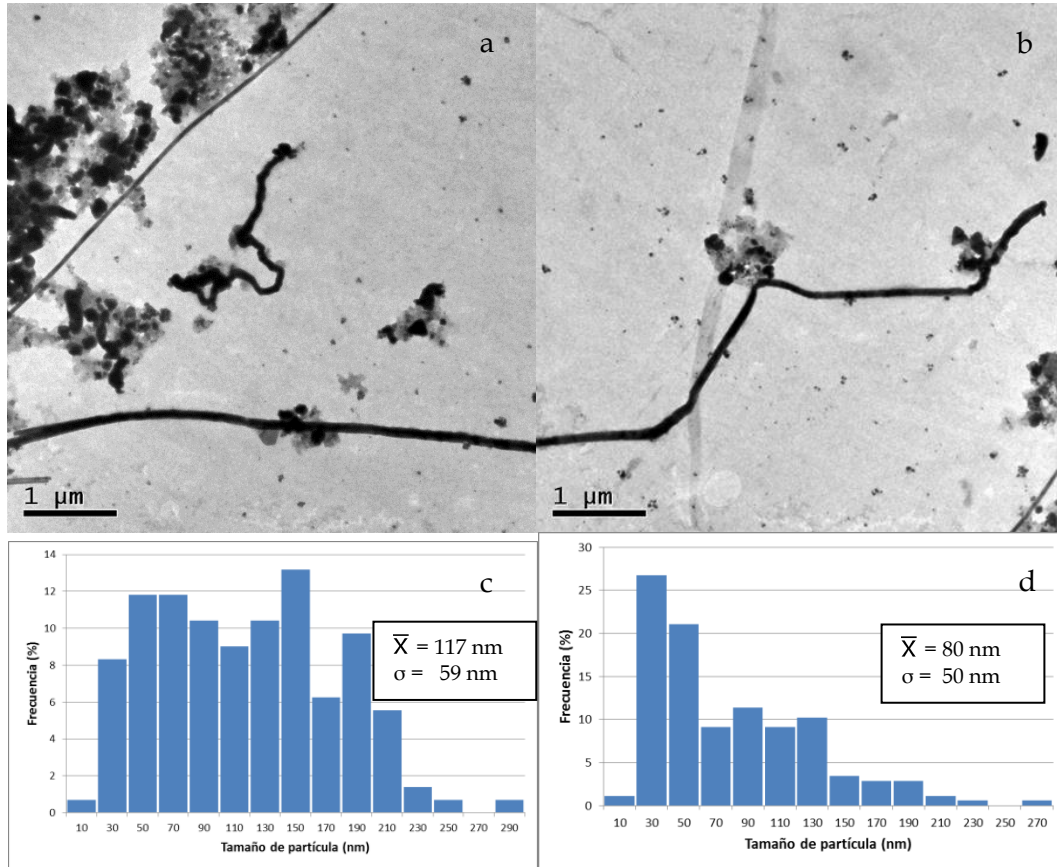 a
b
1 µm
1 µm
14
12
10
8
6
4
2
0
Frecuencia (%)
c
X̅ = 117 nm
σ = 59 nm
10 30 50 70 90 110 130 150 170 190 210 230 250 270 290
Tamaño de partícula (nm)
30
25
20
15
10
5
0
Frecuencia (%)
d
X̅ = 80 nm
σ = 50 nm
10 30 50 70 90 110 130 150 170 190 210 230 250 270
Tamaño de partícula (nm)